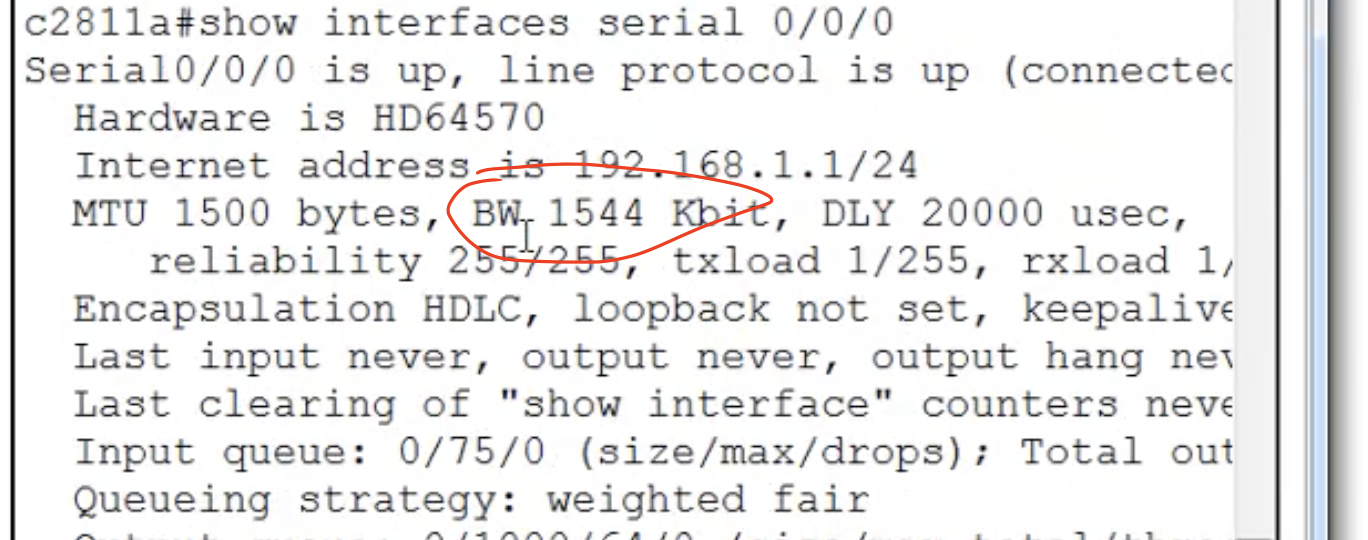 c2811a#show interfaces serial 0/0/0
Serial0/0/0 is up, line protocol is up (connected
Hardware is HD64570
Internet address is 192.168.1.1/24
MTU 1500 bytes, BW 1544 Kbit, DLY 20000 usec,
reliability 255/255, txload 1/255, rxload 1/
Encapsulation HDLC, loopback not set, keepalive
Last input never, output never, output hang nev
Last clearing of "show interface" counters neve
Input queue: 0/75/0 (size/max/drops); Total out
Queueing strategy: weighted fair